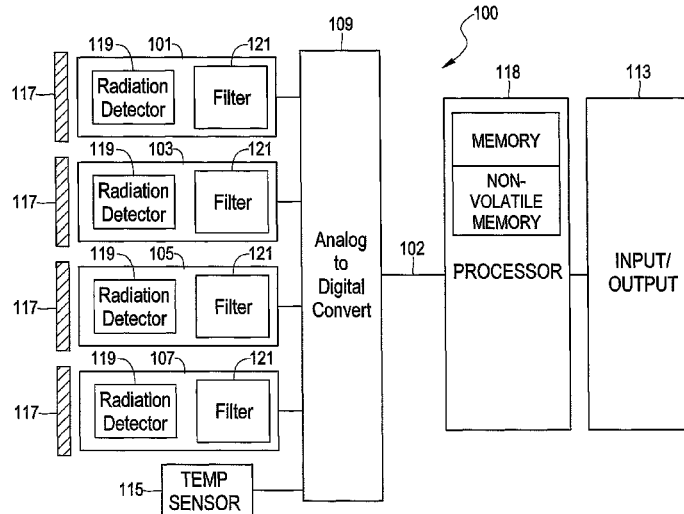 100
109
119
101
121
117
Radiation
Detector
Filter
118
113
MEMORY
NON-
VOLATILE
MEMORY
119
103
121
117
Radiation
Detector
Filter
Analog
to
Digital
Convert
102
PROCESSOR
INPUT/
OUTPUT
119
105
121
117
Radiation
Detector
Filter
119
107
121
117
Radiation
Detector
Filter
115
TEMP
SENSOR